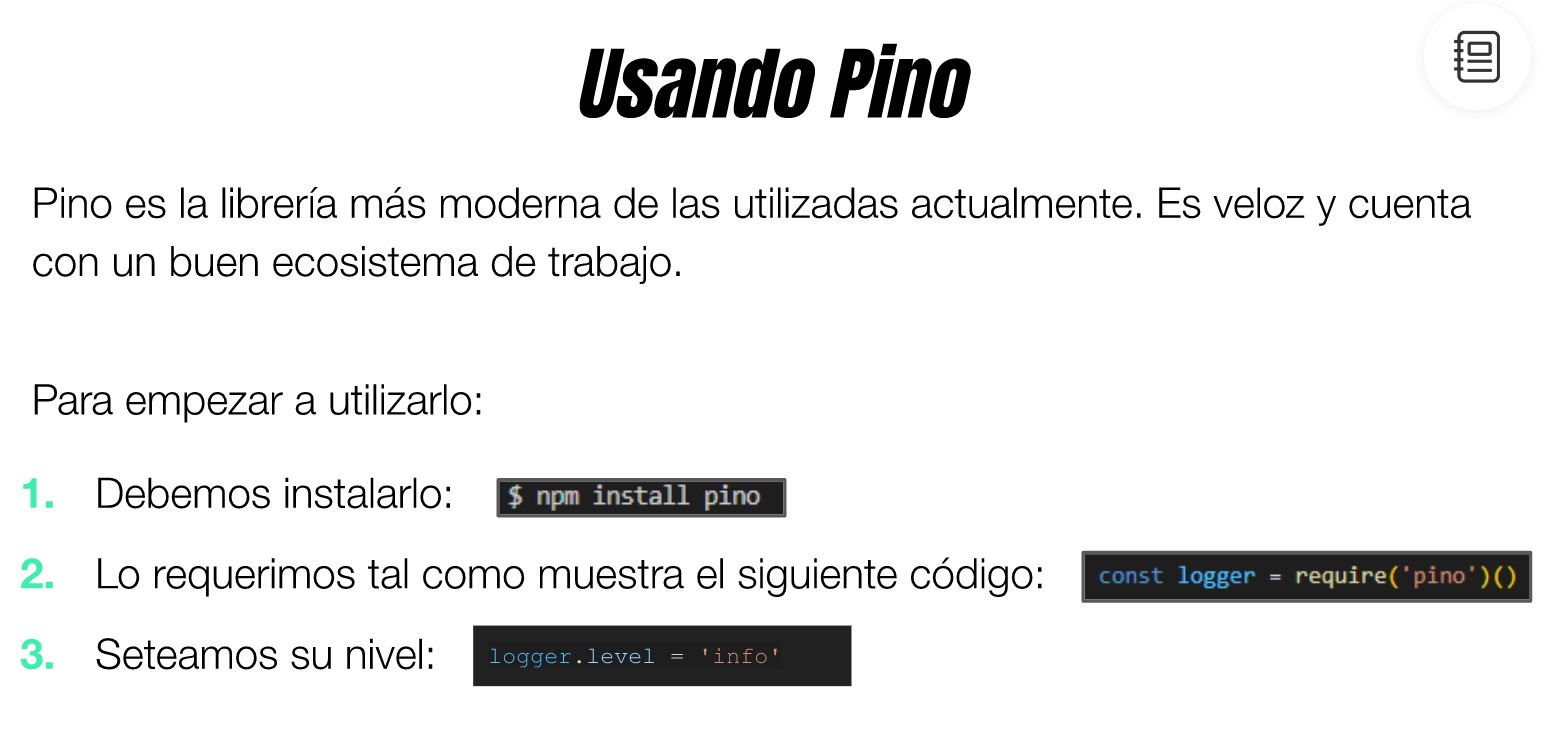 Usando Pino
Pino es la librería más moderna de las utilizadas actualmente. Es veloz y cuenta
con un buen ecosistema de trabajo.
Para empezar a utilizarlo:
1. Debemos instalarlo: $ npm install pino
2. Lo requerimos tal como muestra el siguiente código: const logger = require('pino')()
3. Seteamos su nivel: logger.level = 'info'